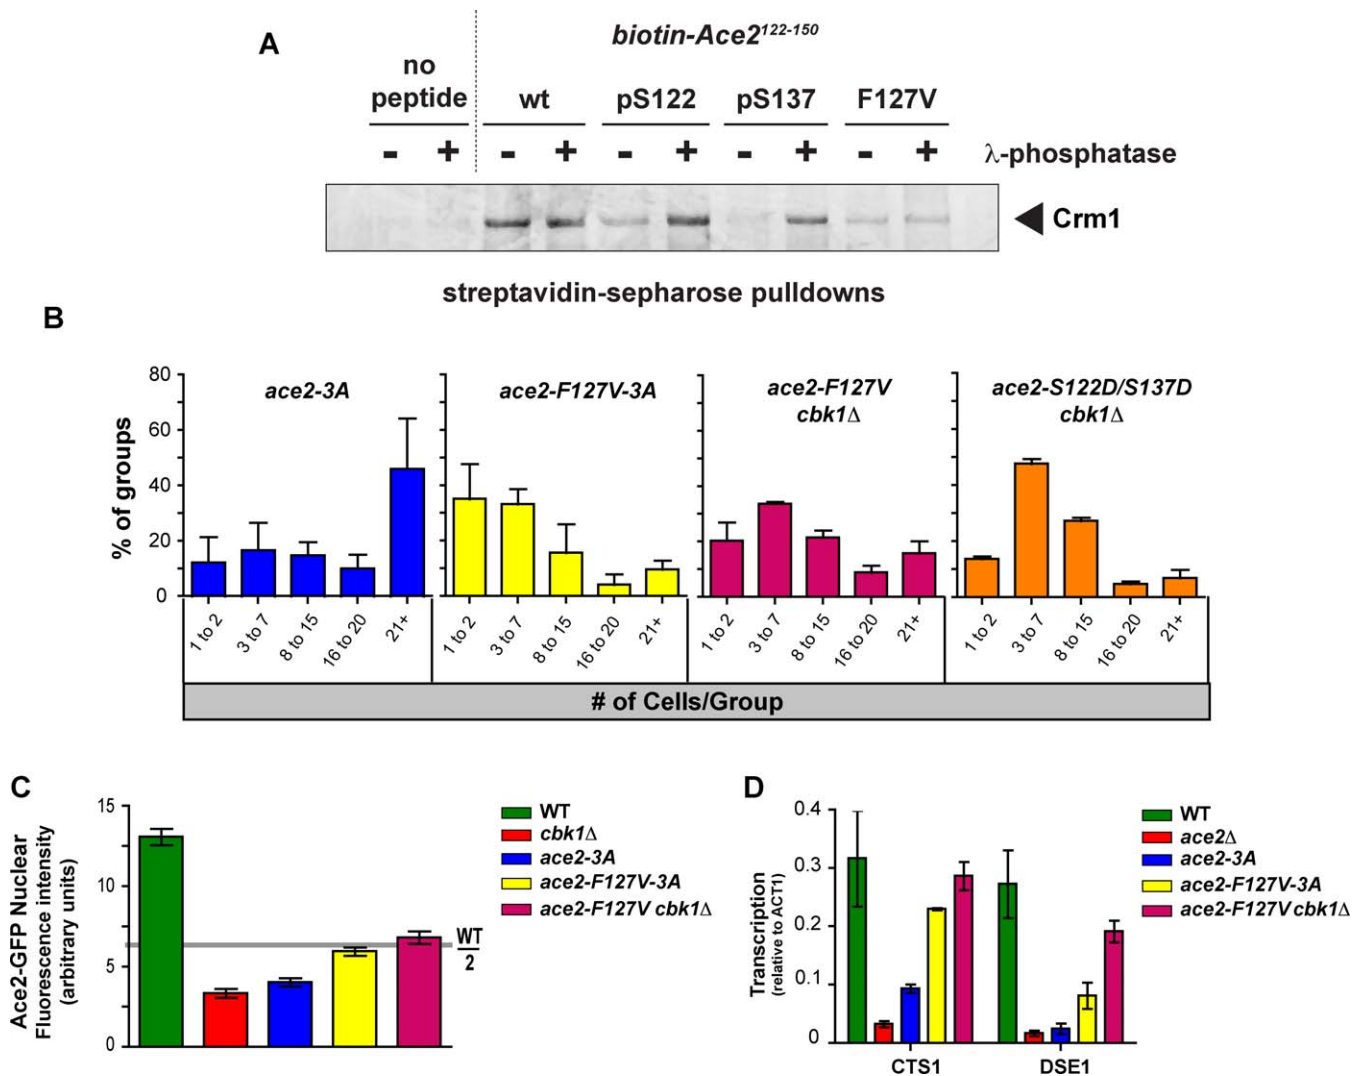 A
biotin-Ace2¹²²⁻¹⁵⁰
no
peptide
wt
pS122
pS137
F127V
- + - + - + - + - + λ-phosphatase
Crm1
streptavidin-sepharose pulldowns
B
% of groups
80
60
40
20
0
ace2-3A
ace2-F127V-3A
ace2-F127V
cbk1Δ
ace2-S122D/S137D
cbk1Δ
1 to 2
3 to 7
8 to 15
16 to 20
21+
1 to 2
3 to 7
8 to 15
16 to 20
21+
1 to 2
3 to 7
8 to 15
16 to 20
21+
1 to 2
3 to 7
8 to 15
16 to 20
21+
# of Cells/Group
C
Ace2-GFP Nuclear
Fluorescence intensity
(arbitrary units)
15
10
5
0
WT
2
WT
cbk1Δ
ace2-3A
ace2-F127V-3A
ace2-F127V cbk1Δ
D
Transcription
(relative to ACT1)
0.4
0.3
0.2
0.1
0
CTS1
DSE1
WT
ace2Δ
ace2-3A
ace2-F127V-3A
ace2-F127V cbk1Δ